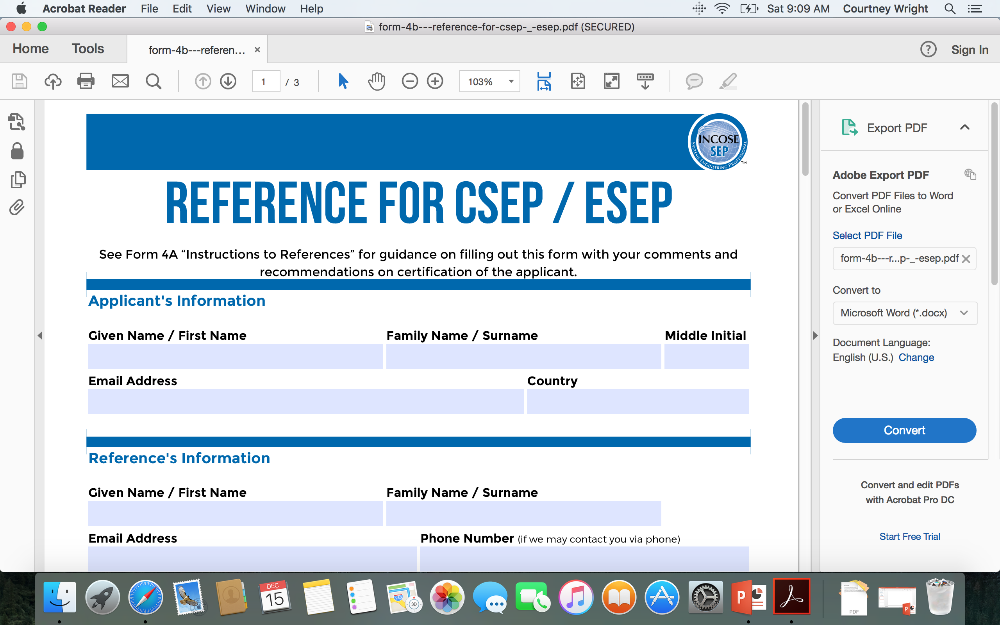 Acrobat Reader File Edit View Window Help Sat 9:09 AM Courtney Wright
form-4b---reference-for-csep-_-esep.pdf (SECURED)
Home Tools form-4b---referen... × ? Sign In
1 / 3 103%
INCOSE
SEP
SYSTEMS ENGINEERING PROFESSIONAL
TM
REFERENCE FOR CSEP / ESEP
See Form 4A “Instructions to References” for guidance on filling out this form with your comments and
recommendations on certification of the applicant.
Applicant's Information
Given Name / First Name Family Name / Surname Middle Initial
Email Address Country
Reference's Information
Given Name / First Name Family Name / Surname
Email Address Phone Number (if we may contact you via phone)
Export PDF
Adobe Export PDF
Convert PDF Files to Word
or Excel Online
Select PDF File
form-4b---r...p-_-esep.pdf
Convert to
Microsoft Word (*.docx)
Document Language:
English (U.S.) Change
Convert
Convert and edit PDFs
with Acrobat Pro DC
Start Free Trial
DEC
15
280
3D
P
PDF
P